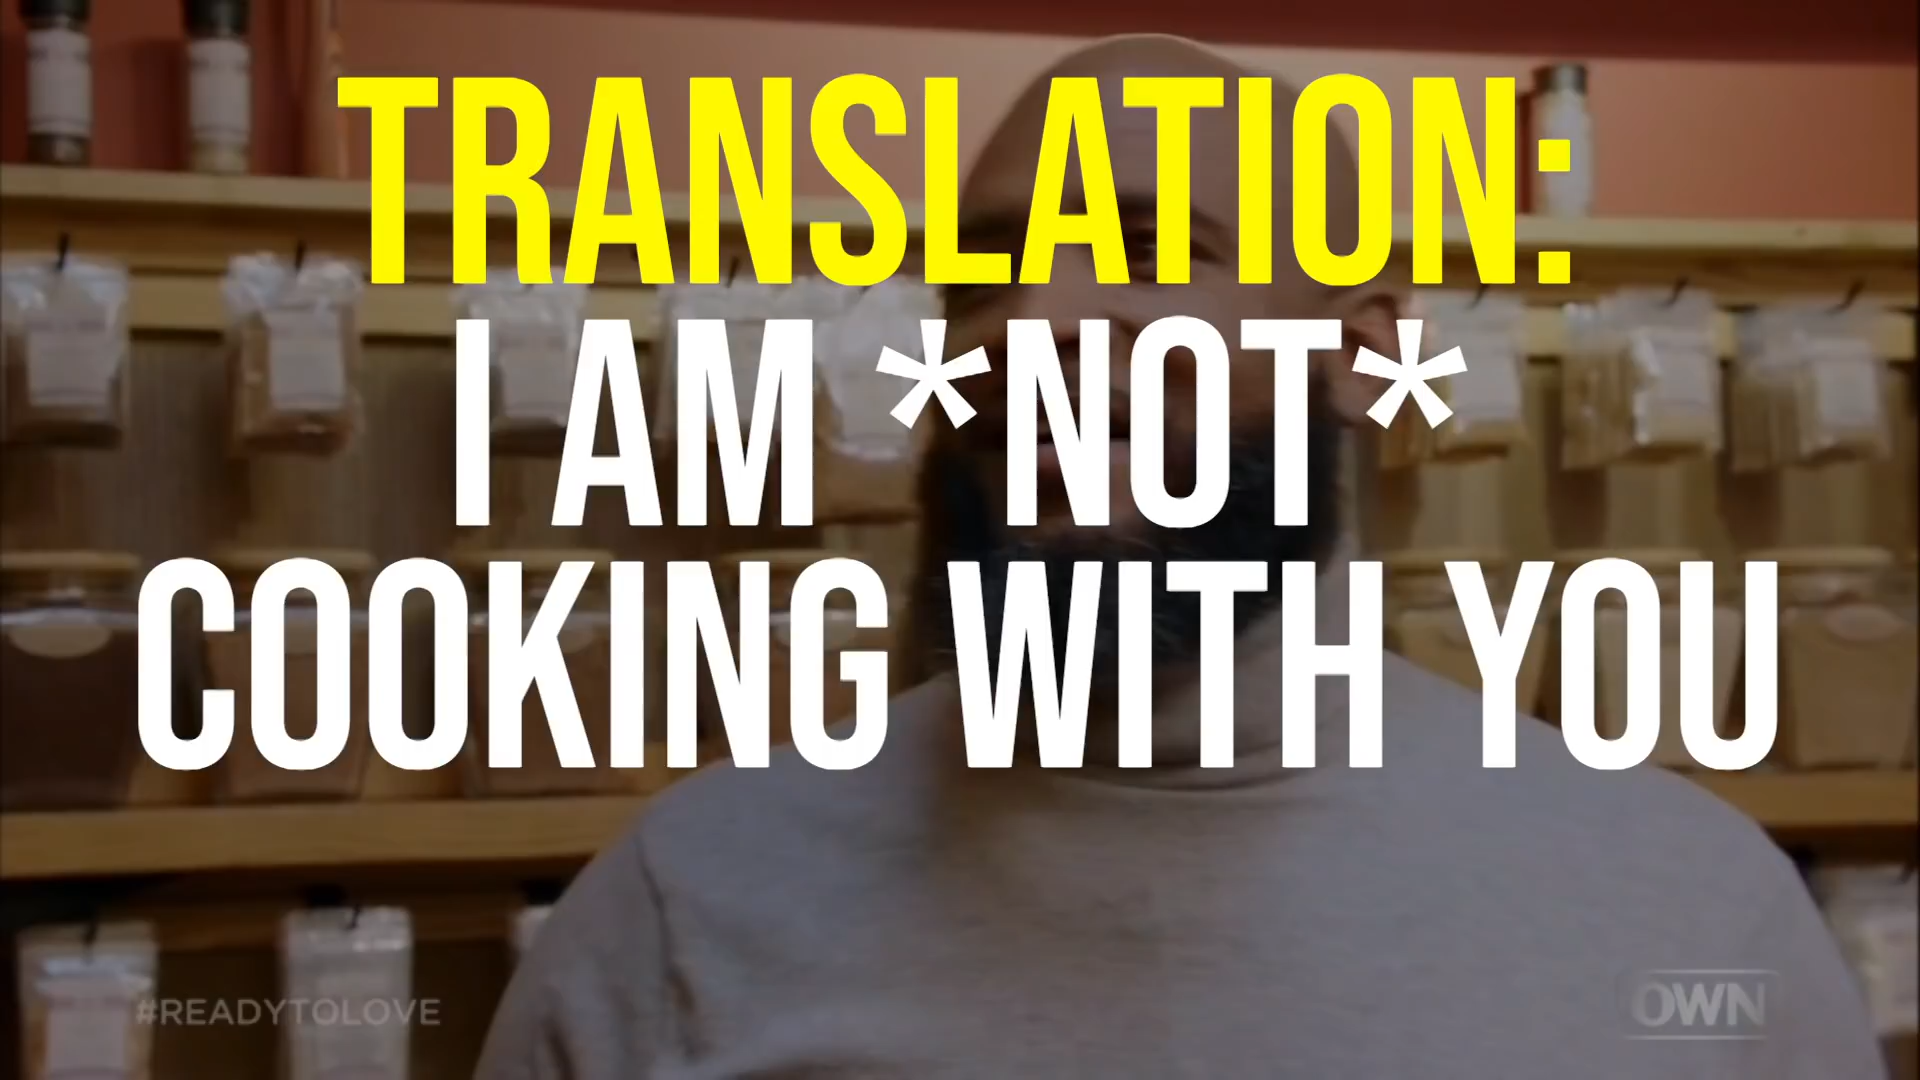 TRANSLATION:
I AM *NOT*
COOKING WITH YOU
#READYTOLOVE
OWN